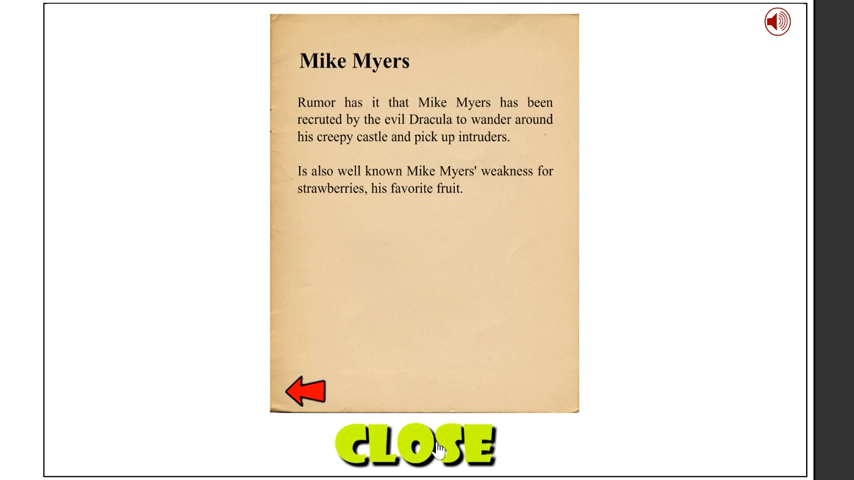 Mike Myers
Rumor has it that Mike Myers has been
recruted by the evil Dracula to wander around
his creepy castle and pick up intruders.
Is also well known Mike Myers' weakness for
strawberries, his favorite fruit.
CLOSE